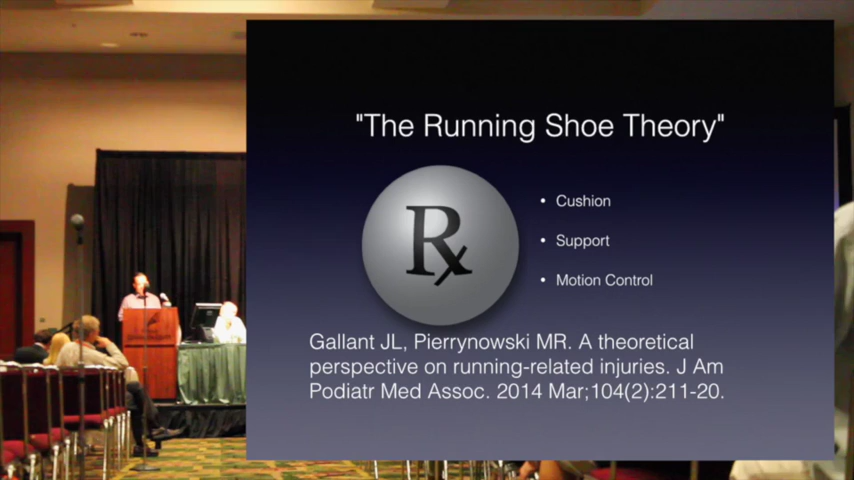 "The Running Shoe Theory"
Rx
• Cushion
• Support
• Motion Control
Gallant JL, Pierrynowski MR. A theoretical
perspective on running-related injuries. J Am
Podiatr Med Assoc. 2014 Mar;104(2):211-20.